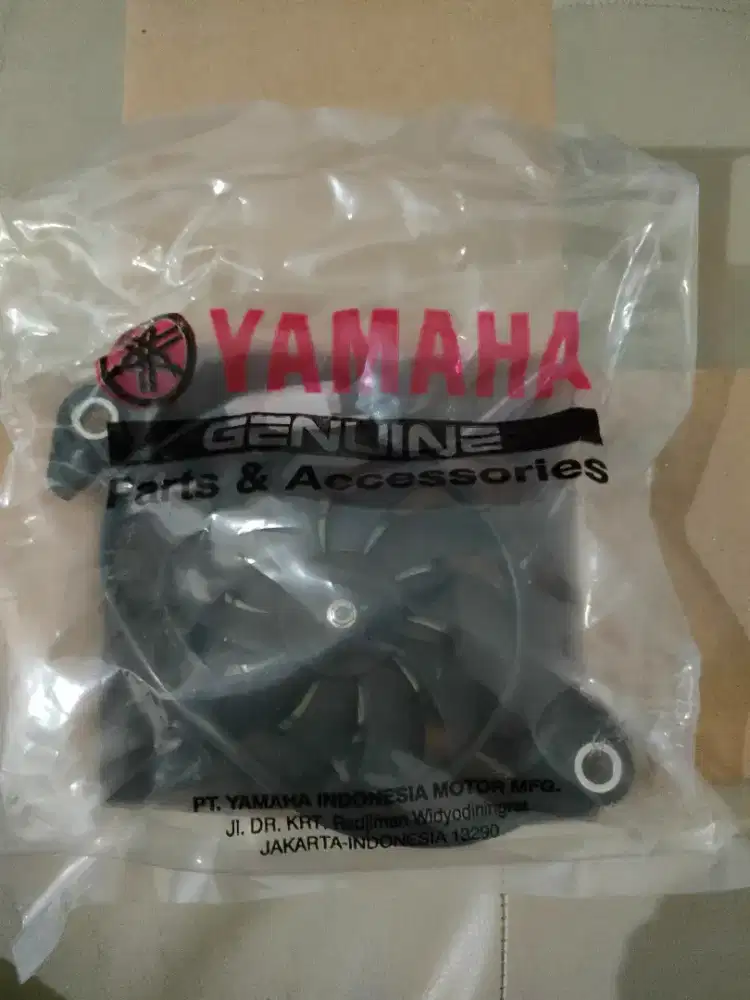 YAMAHA
GENUINE
Parts & Accessories
PT. YAMAHA INDONESIA MOTOR MFG.
Jl. DR. KRT. Radjiman Widyodiningrat
JAKARTA-INDONESIA 13290